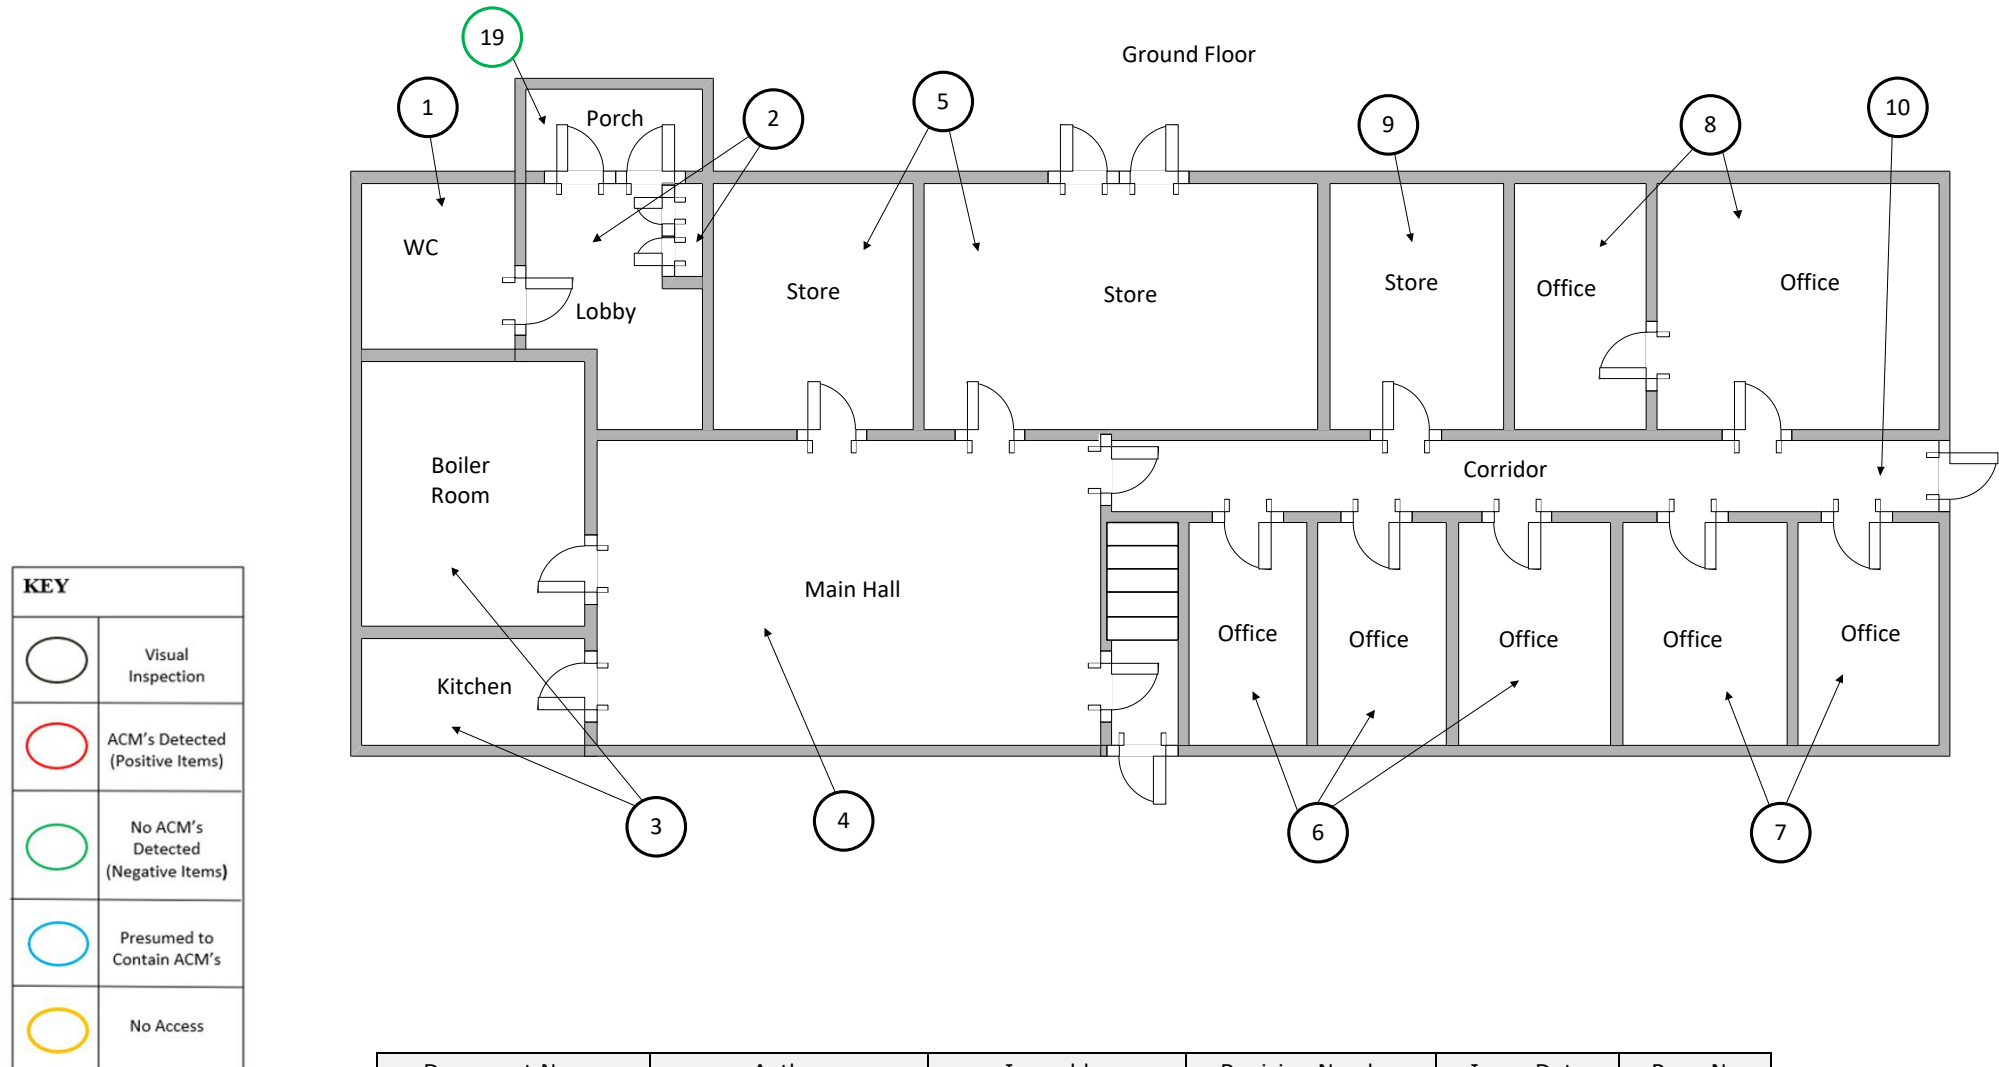 19
Ground Floor
1
Porch
2
5
9
8
10
WC
Store
Store
Store
Office
Office
Lobby
Boiler
Room
Corridor
Main Hall
Kitchen
Office
Office
Office
Office
Office
3
4
6
7
KEY
Visual
Inspection
ACM's Detected
(Positive Items)
No ACM's
Detected
(Negative Items)
Presumed to
Contain ACM's
No Access